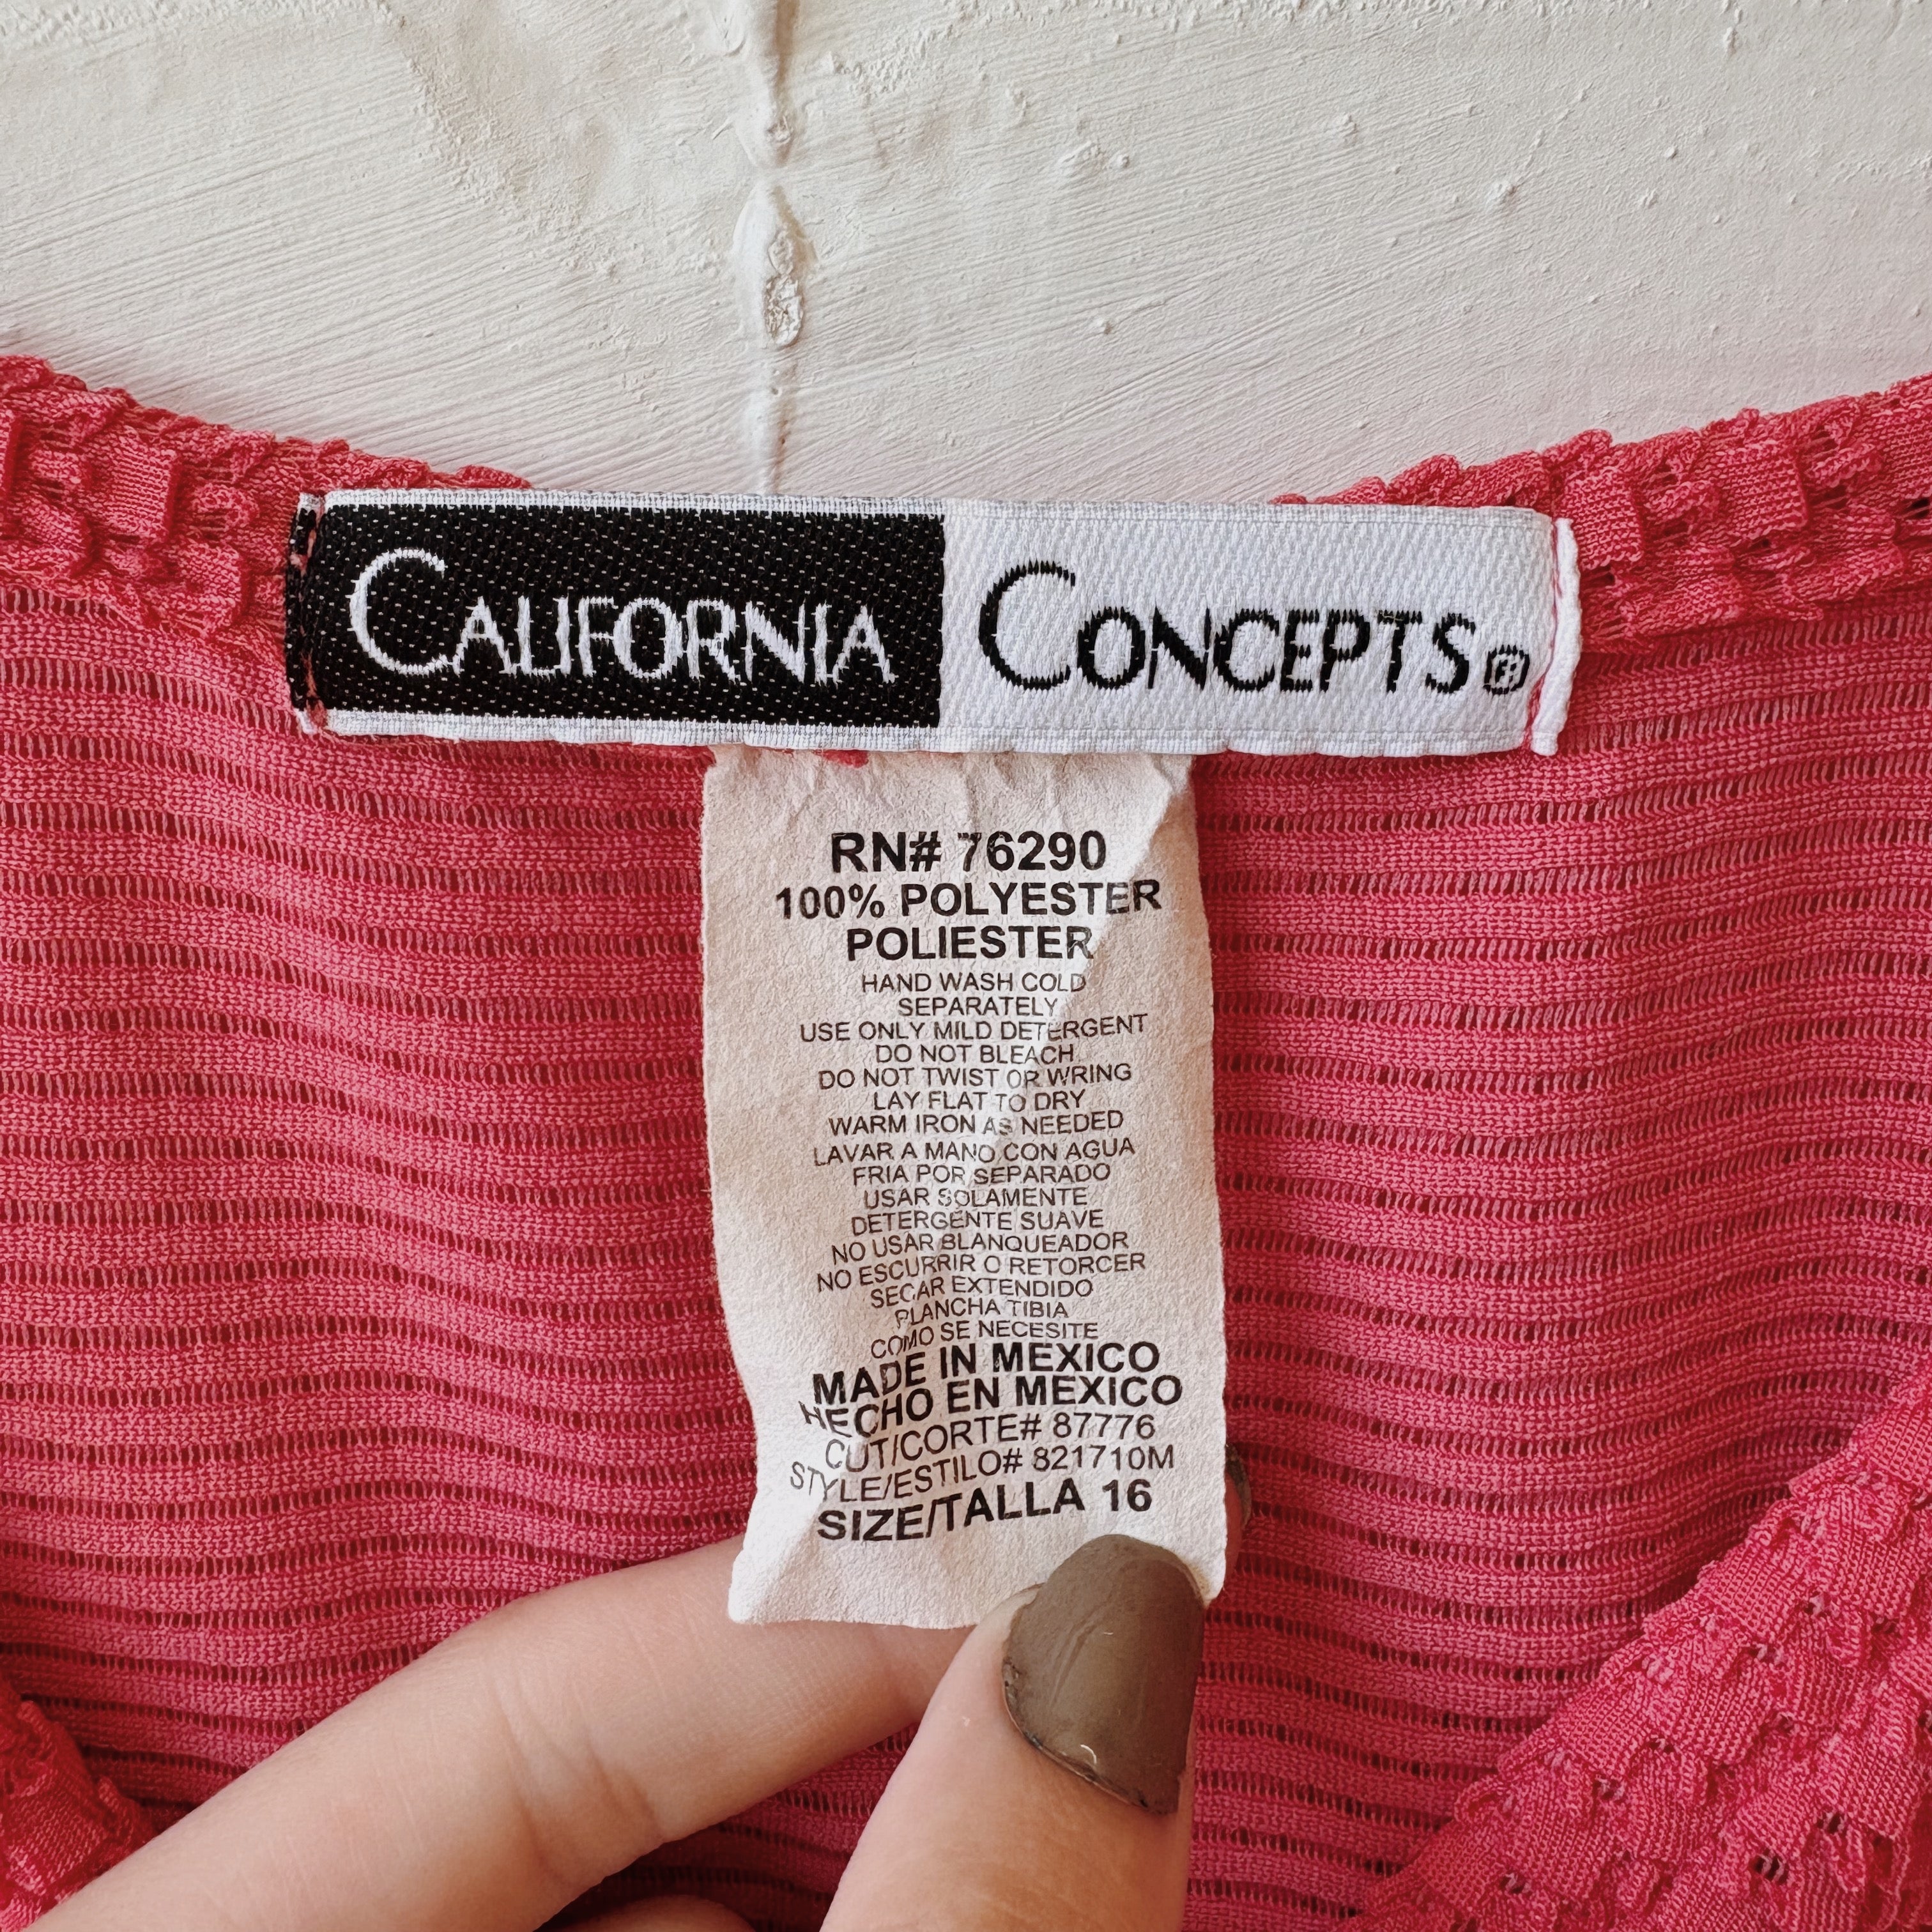 CALIFORNIA CONCEPTS®
RN# 76290
100% POLYESTER
POLIESTER
HAND WASH COLD
SEPARATELY
USE ONLY MILD DETERGENT
DO NOT BLEACH
DO NOT TWIST OR WRING
LAY FLAT TO DRY
WARM IRON AS NEEDED
LAVAR A MANO CON AGUA
FRIA POR SEPARADO
USAR SOLAMENTE
DETERGENTE SUAVE
NO USAR BLANQUEADOR
NO ESCURRIR O RETORCER
SECAR EXTENDIDO
PLANCHA TIBIA
COMO SE NECESITE
MADE IN MEXICO
HECHO EN MEXICO
CUT/CORTE# 87776
STYLE/ESTILO# 821710M
SIZE/TALLA 16